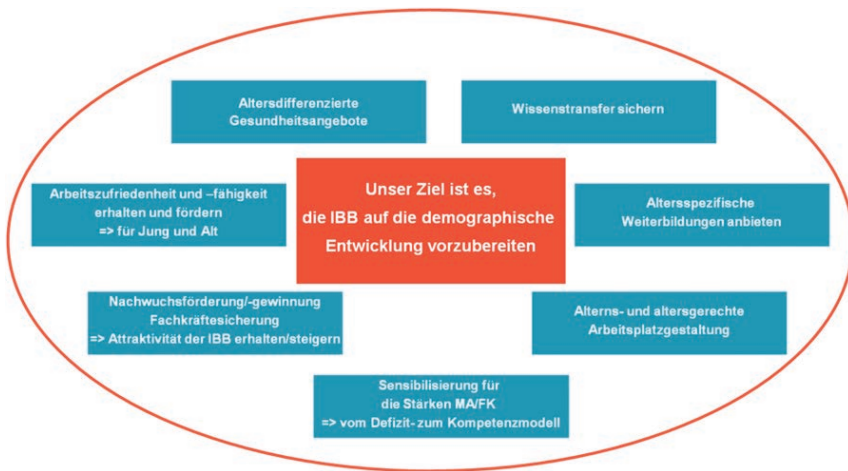 Altersdifferenzierte
Gesundheitsangebote
Wissenstransfer sichern
Unser Ziel ist es,
die IBB auf die demographische
Entwicklung vorzubereiten
Arbeitszufriedenheit und –fähigkeit
erhalten und fördern
=> für Jung und Alt
Altersspezifische
Weiterbildungen anbieten
Nachwuchsförderung/-gewinnung
Fachkräftesicherung
=> Attraktivität der IBB erhalten/steigern
Alterns- und altersgerechte
Arbeitsplatzgestaltung
Sensibilisierung für
die Stärken MA/FK
=> vom Defizit- zum Kompetenzmodell